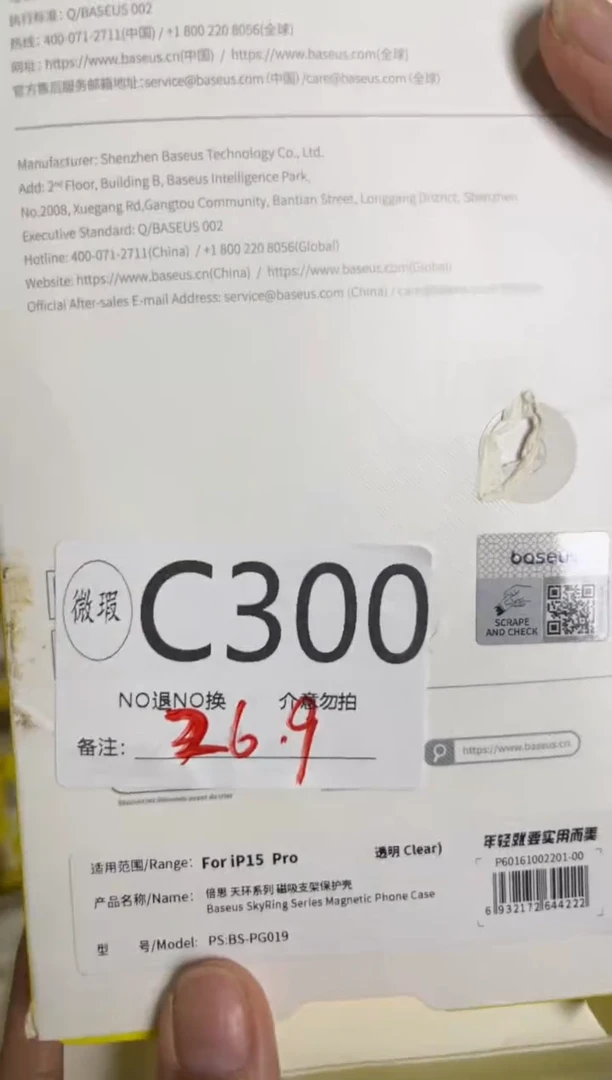 执行标准: Q/BASEUS 002
热线: 400-071-2711(中国) / +1 800 220 8056(全球)
网址: https://www.baseus.cn(中国) / https://www.baseus.com(全球)
官方售后服务邮箱地址:service@baseus.com (中国) /care@baseus.com (全球)
Manufacturer: Shenzhen Baseus Technology Co., Ltd.
Add: 2nd Floor, Building B, Baseus Intelligence Park,
No.2008, Xuegang Rd,Gangtou Community, Bantian Street, Longgang District, Shenzhen
Executive Standard: Q/BASEUS 002
Hotline: 400-071-2711(China) / +1 800 220 8056(Global)
Website: https://www.baseus.cn(China) / https://www.baseus.com(Global)
Official After-sales E-mail Address: service@baseus.com (China) /
baseus
SCRAPE
AND CHECK
微瑕
C300
NO退NO换 介意勿拍
备注: 26.9
https://www.baseus.cn
年轻就要实用而美
适用范围/Range: For iP15 Pro 透明 Clear)
P60161002201-00
产品名称/Name: 倍思 天环系列 磁吸支架保护壳
Baseus SkyRing Series Magnetic Phone Case
6 932172 644222
型 号/Model: PS:BS-PG019